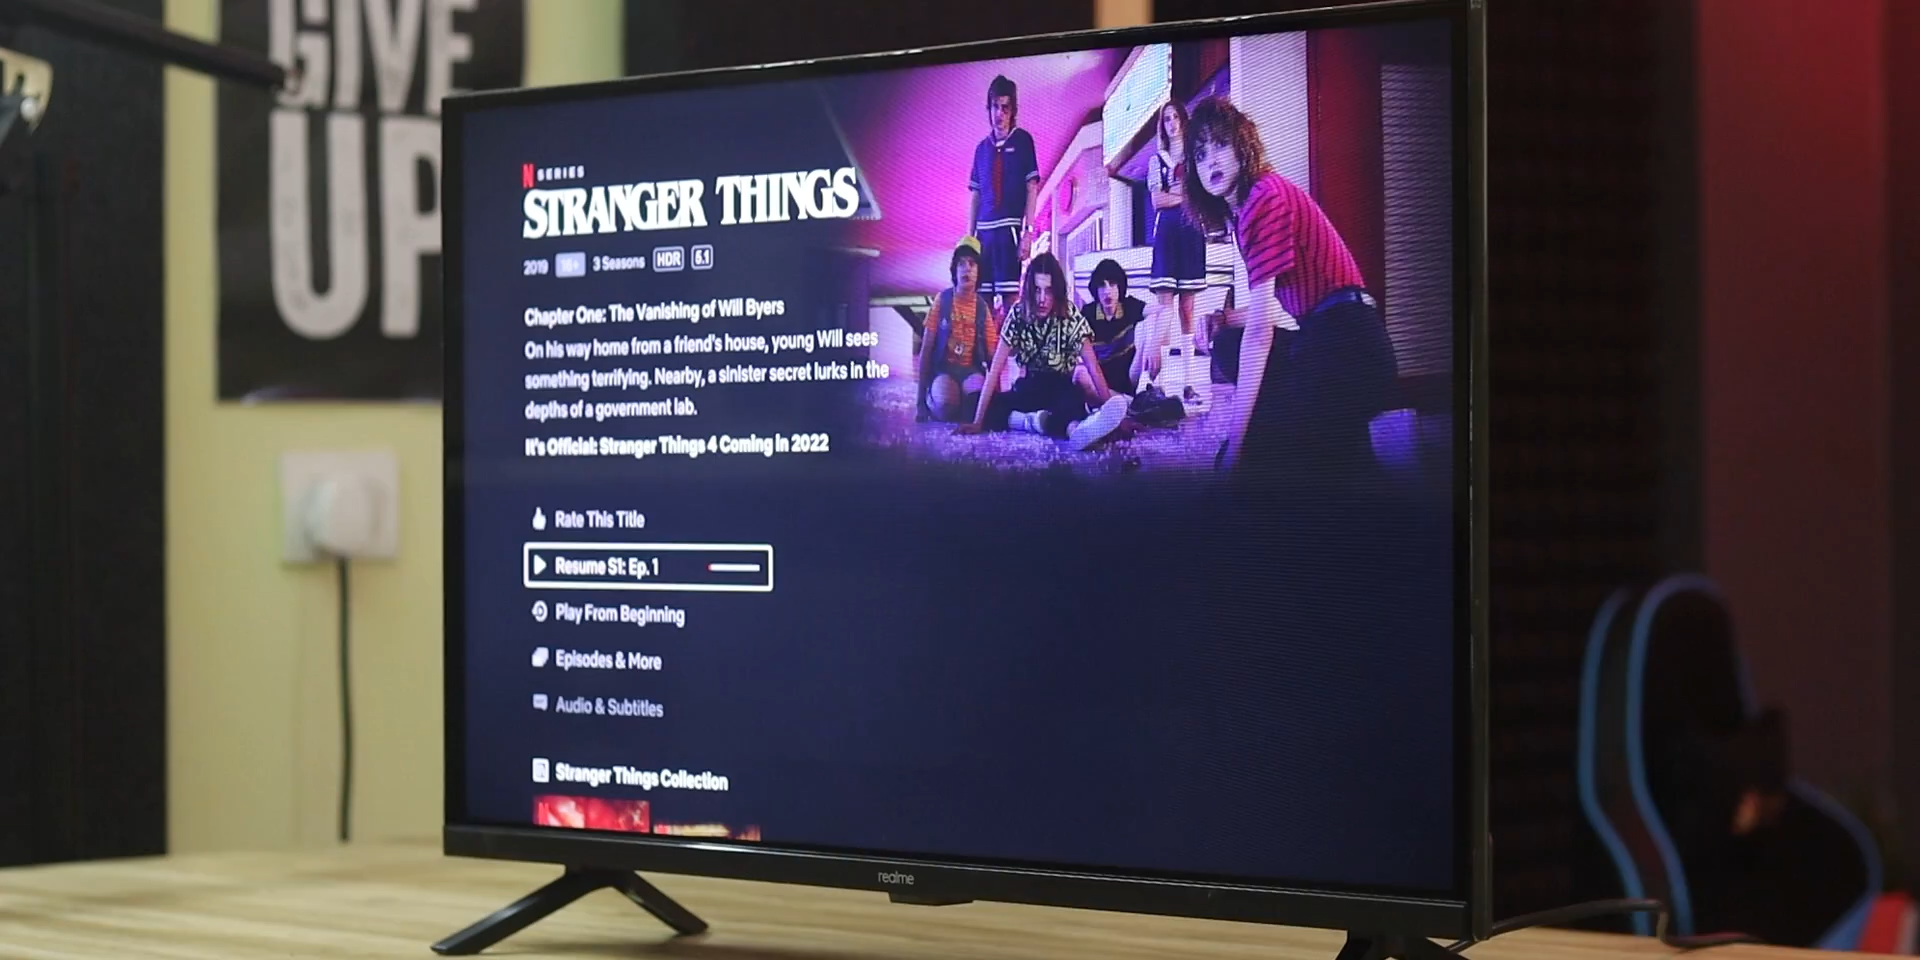 GIVE
UP
N SERIES
STRANGER THINGS
2019 16+ 3 Seasons HDR 5.1
Chapter One: The Vanishing of Will Byers
On his way home from a friend's house, young Will sees
something terrifying. Nearby, a sinister secret lurks in the
depths of a government lab.
It's Official: Stranger Things 4 Coming in 2022
Rate This Title
Resume S1: Ep. 1
Play From Beginning
Episodes & More
Audio & Subtitles
Stranger Things Collection
realme